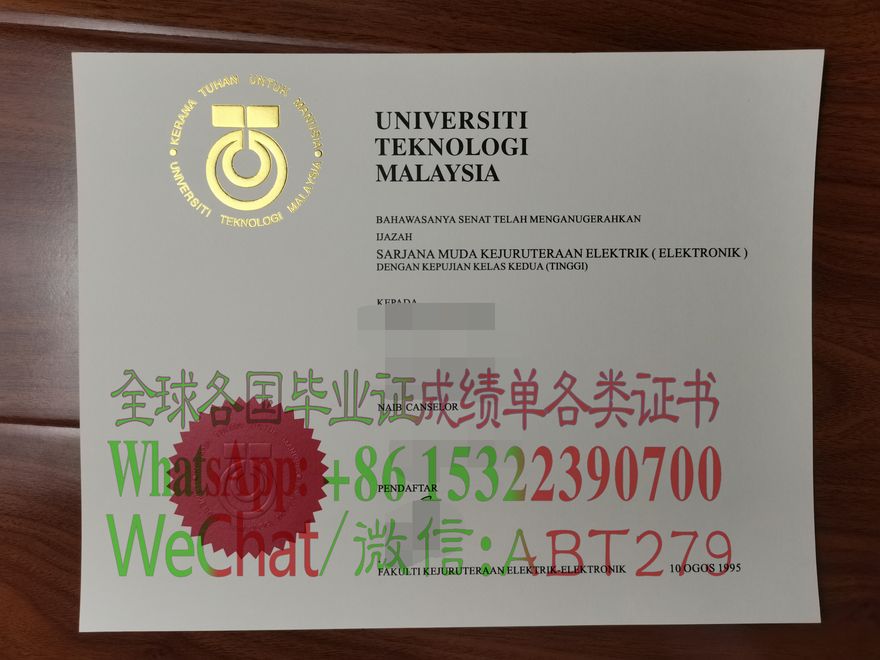 KERANA TUHAN UNTUK MANUSIA
UNIVERSITI TEKNOLOGI MALAYSIA
UNIVERSITI
TEKNOLOGI
MALAYSIA
BAHAWASANYA SENAT TELAH MENGANUGERAHKAN
IJAZAH
SARJANA MUDA KEJURUTERAAN ELEKTRIK ( ELEKTRONIK )
DENGAN KEPUJIAN KELAS KEDUA (TINGGI)
KEPADA
全球各国毕业证成绩单各类证书
NAIB CANSELOR
WhatsApp: +86 15322390700
PENDAFTAR
WeChat/微信:ABT279
FAKULTI KEJURUTERAAN ELEKTRIK-ELEKTRONIK 10 OGOS 1995